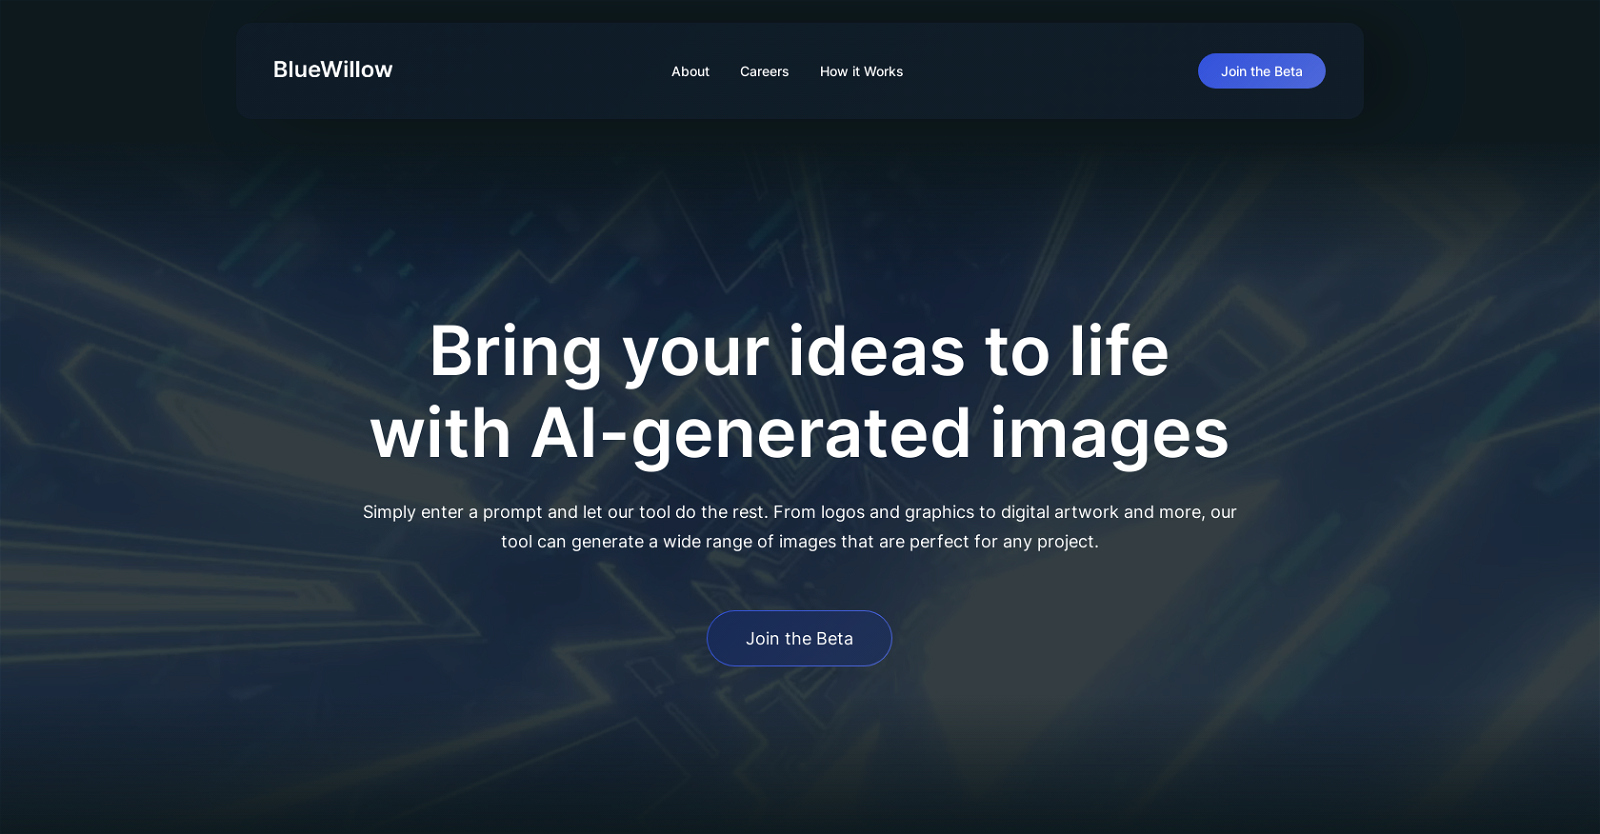 BlueWillow
About
Careers
How it Works
Join the Beta
Bring your ideas to life
with AI-generated images
Simply enter a prompt and let our tool do the rest. From logos and graphics to digital artwork and more, our
tool can generate a wide range of images that are perfect for any project.
Join the Beta